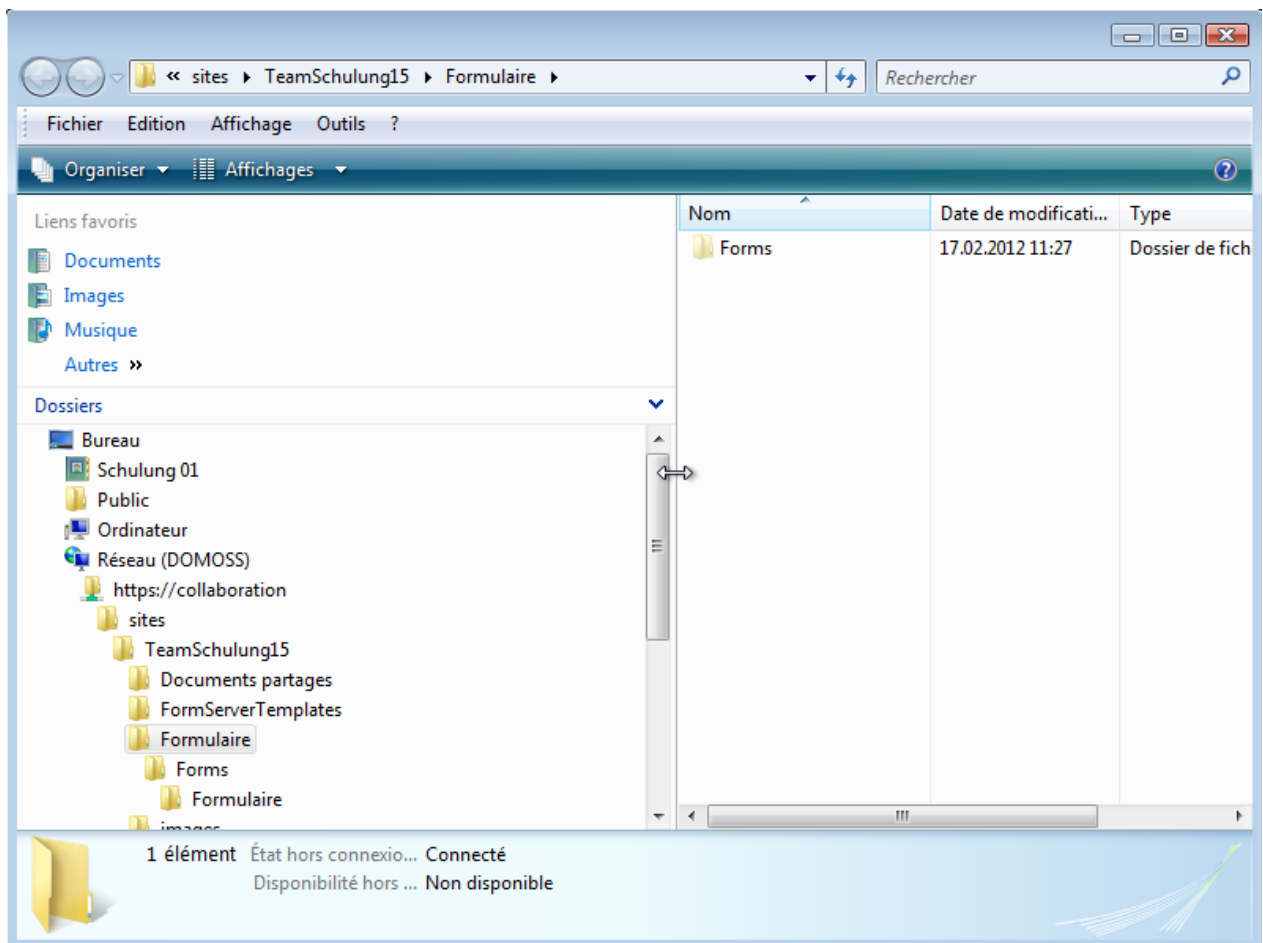 « sites TeamSchulung15 Formulaire
Rechercher
Fichier Edition Affichage Outils ?
Organiser Affichages
Liens favoris
Documents
Images
Musique
Autres »
Dossiers
Bureau
Schulung 01
Public
Ordinateur
Réseau (DOMOSS)
https://collaboration
sites
TeamSchulung15
Documents partages
FormServerTemplates
Formulaire
Forms
Formulaire
images
Nom Date de modificati... Type
Forms 17.02.2012 11:27 Dossier de fich
1 élément État hors connexio... Connecté
Disponibilité hors ... Non disponible